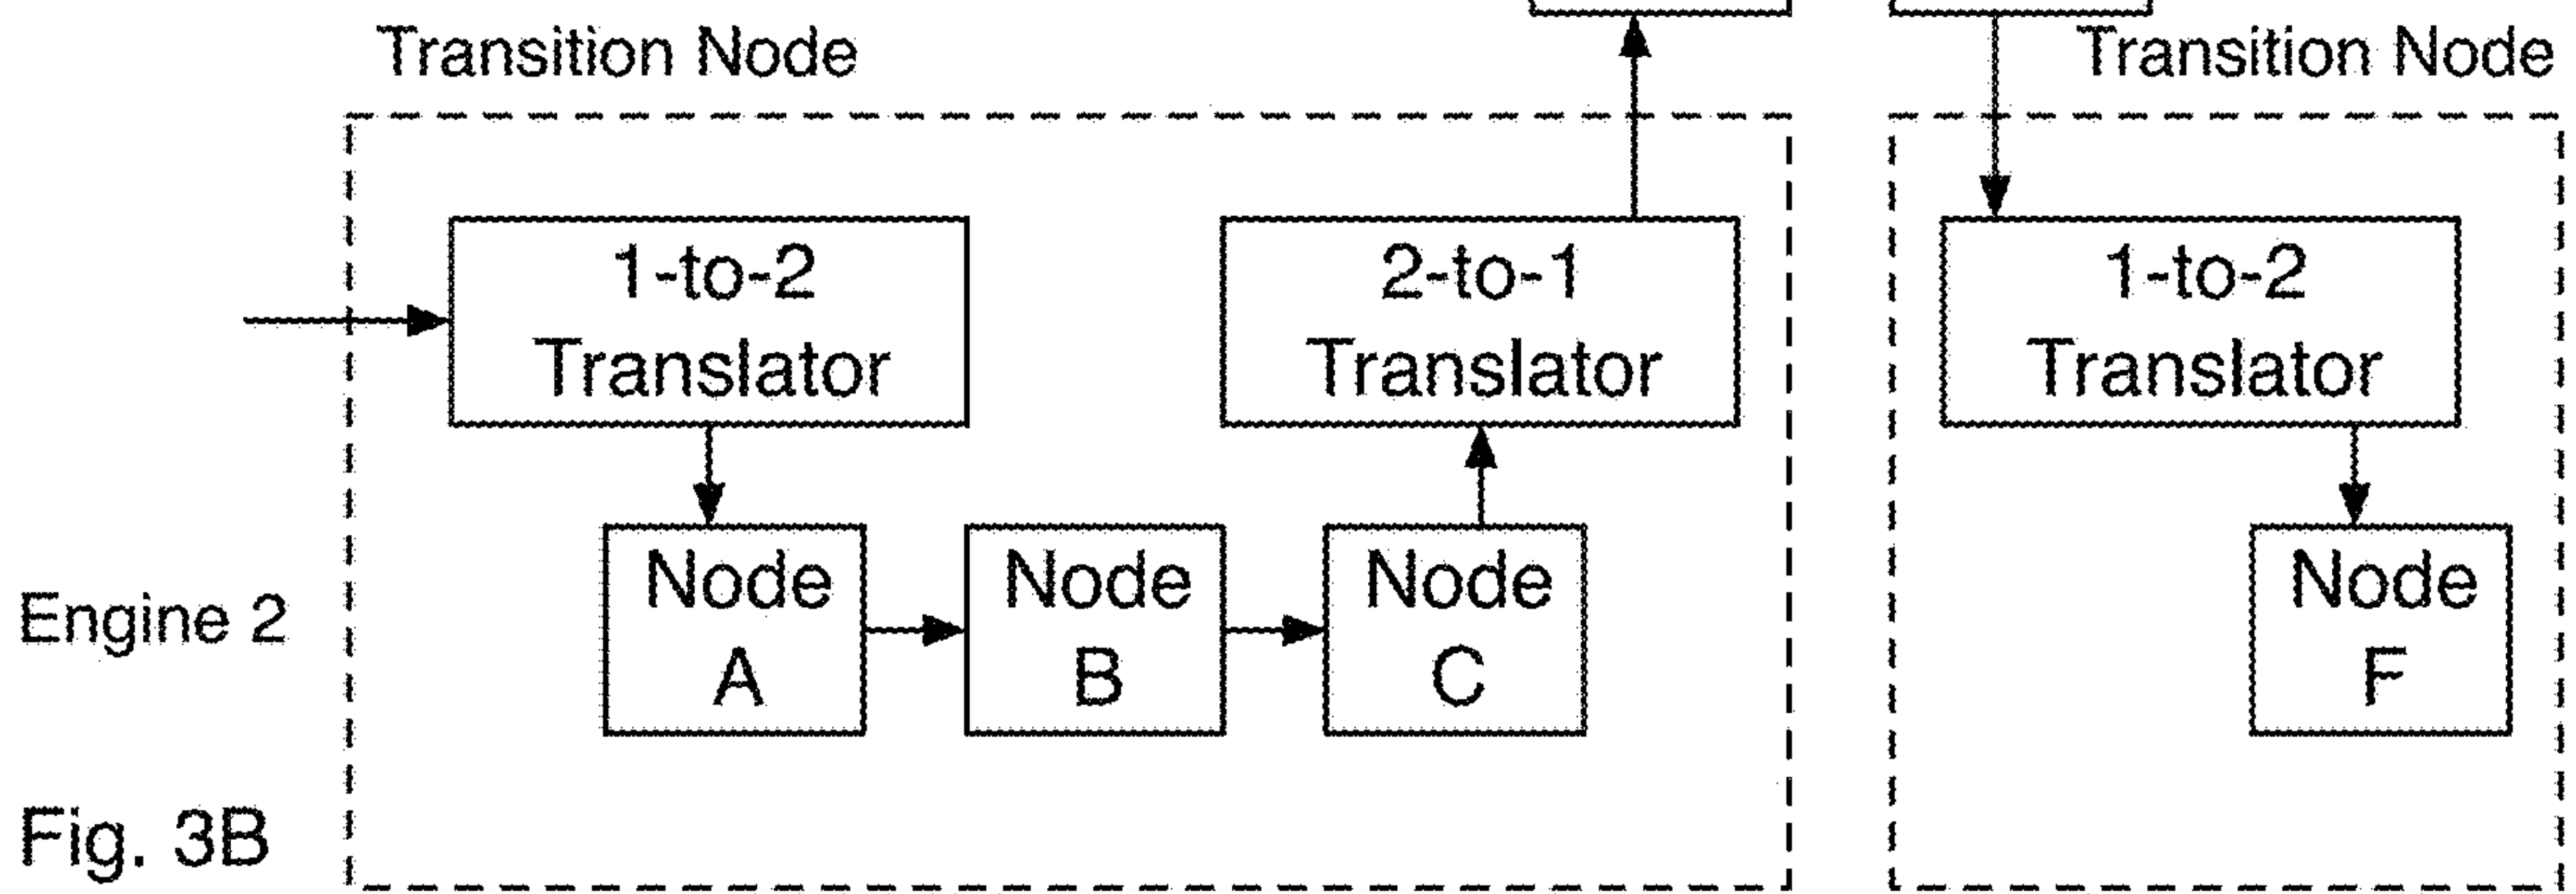 Transition Node
Transition Node
1-to-2
Translator
2-to-1
Translator
1-to-2
Translator
Engine 2
Node
A
Node
B
Node
C
Node
F
Fig. 3B